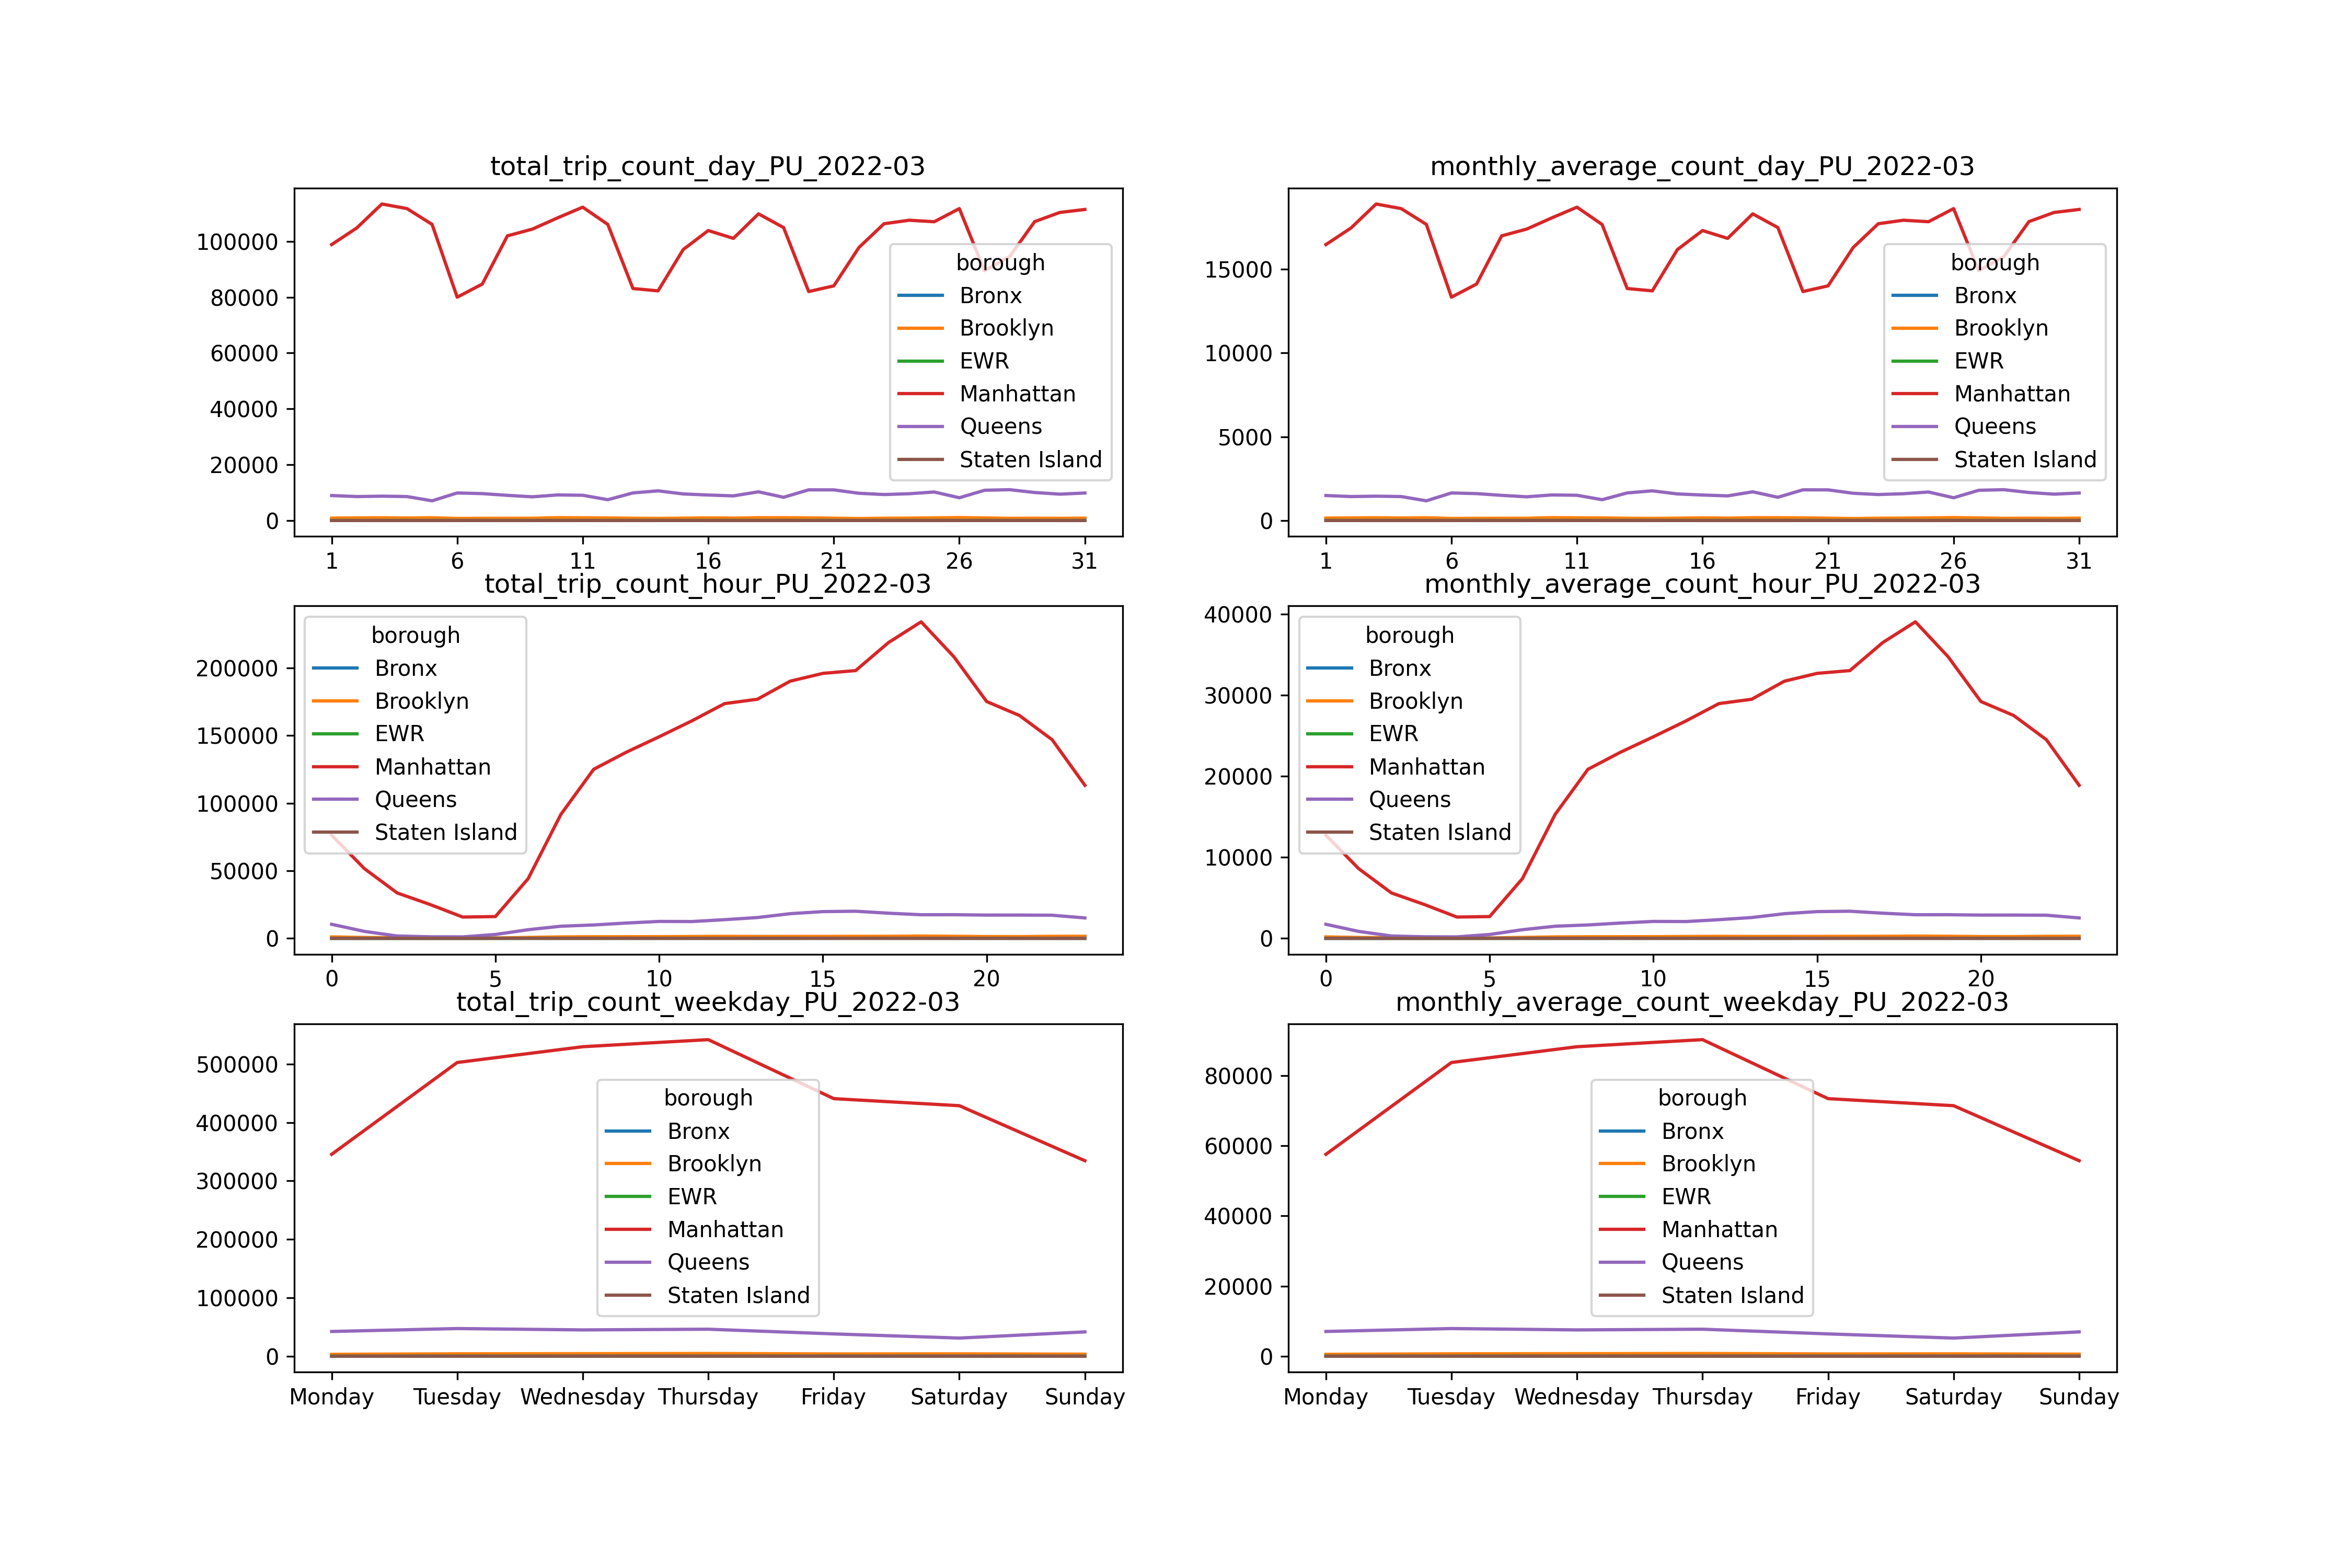 total_trip_count_day_PU_2022-03
100000
80000
60000
40000
20000
0
borough
Bronx
Brooklyn
EWR
Manhattan
Queens
Staten Island
1 6 11 16 21 26 31
monthly_average_count_day_PU_2022-03
15000
10000
5000
0
borough
Bronx
Brooklyn
EWR
Manhattan
Queens
Staten Island
1 6 11 16 21 26 31
total_trip_count_hour_PU_2022-03
200000
150000
100000
50000
0
borough
Bronx
Brooklyn
EWR
Manhattan
Queens
Staten Island
0 5 10 15 20
monthly_average_count_hour_PU_2022-03
40000
30000
20000
10000
0
borough
Bronx
Brooklyn
EWR
Manhattan
Queens
Staten Island
0 5 10 15 20
total_trip_count_weekday_PU_2022-03
500000
400000
300000
200000
100000
0
borough
Bronx
Brooklyn
EWR
Manhattan
Queens
Staten Island
Monday Tuesday Wednesday Thursday Friday Saturday Sunday
monthly_average_count_weekday_PU_2022-03
80000
60000
40000
20000
0
borough
Bronx
Brooklyn
EWR
Manhattan
Queens
Staten Island
Monday Tuesday Wednesday Thursday Friday Saturday Sunday